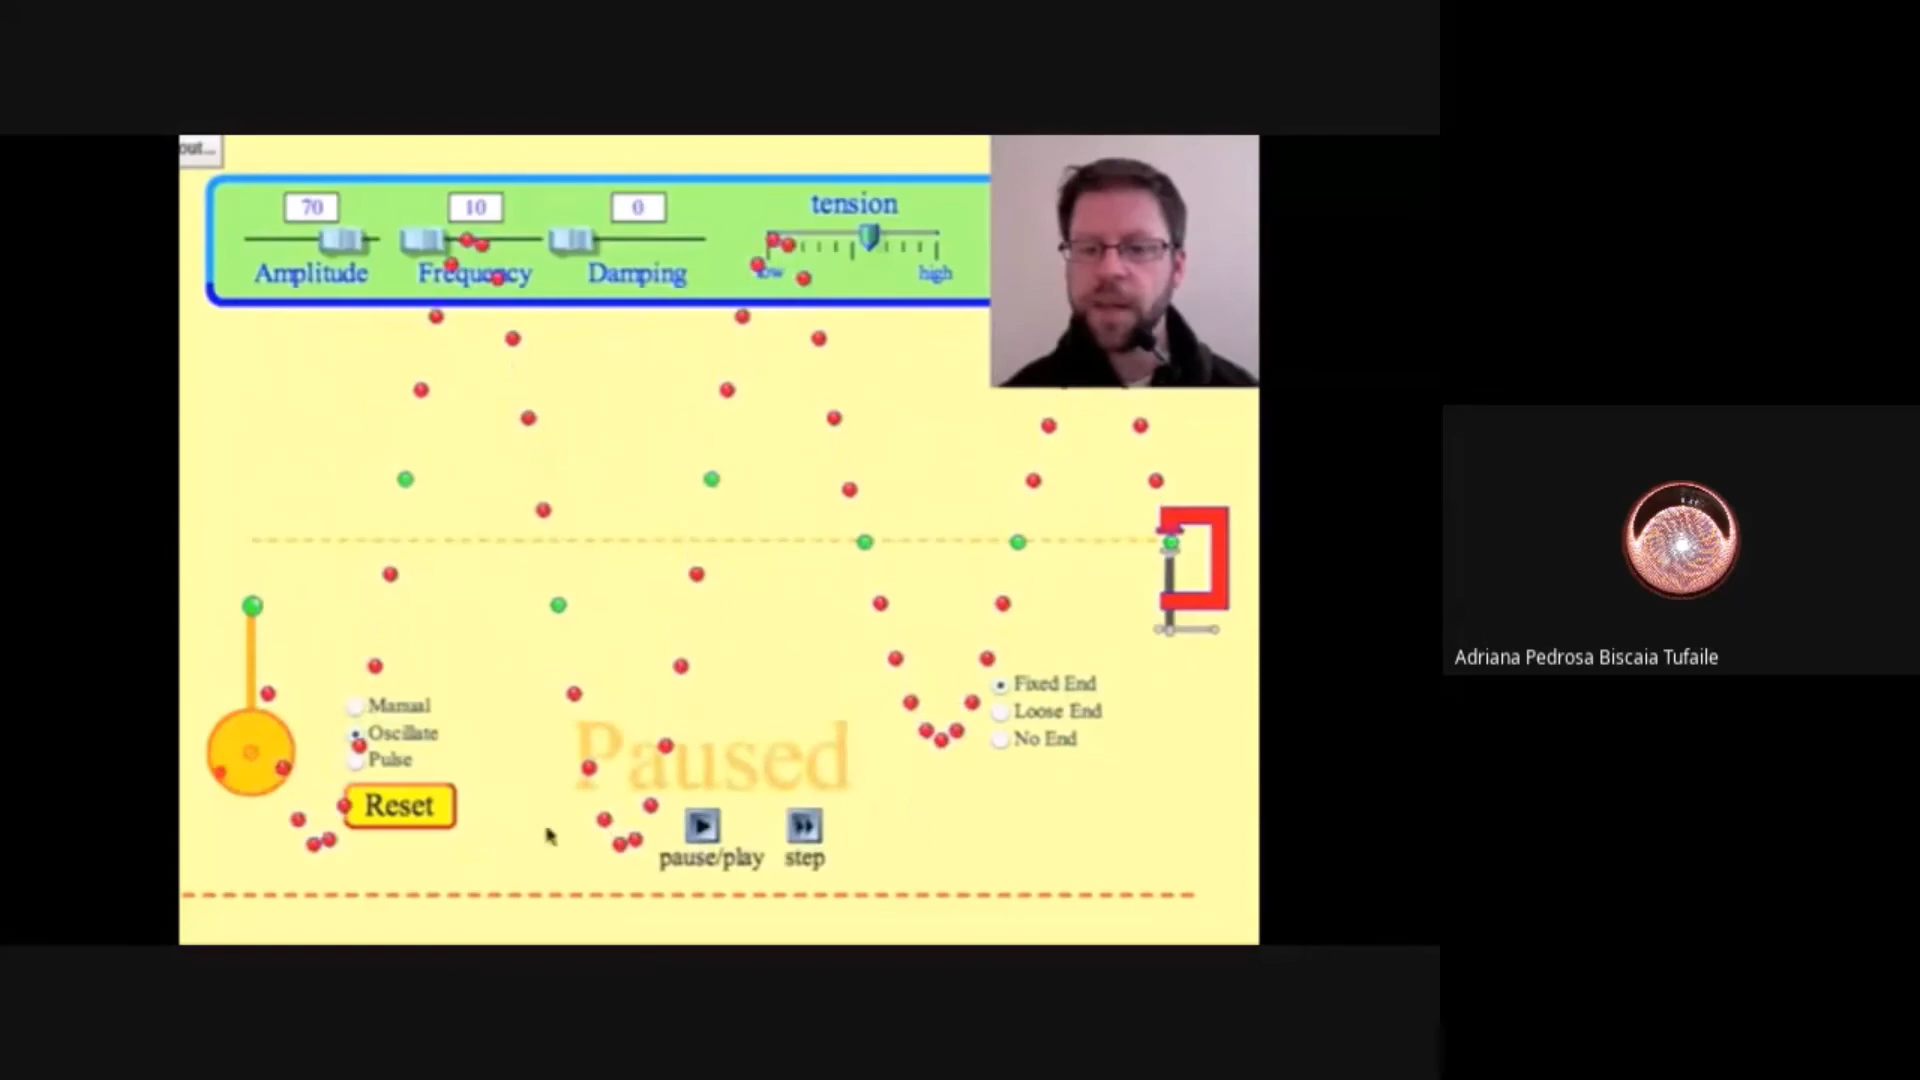 out...
70
10
0
tension
Amplitude
Frequency
Damping
low
high
Manual
Oscillate
Pulse
Reset
Paused
pause/play
step
Fixed End
Loose End
No End
Adriana Pedrosa Biscaia Tufaile